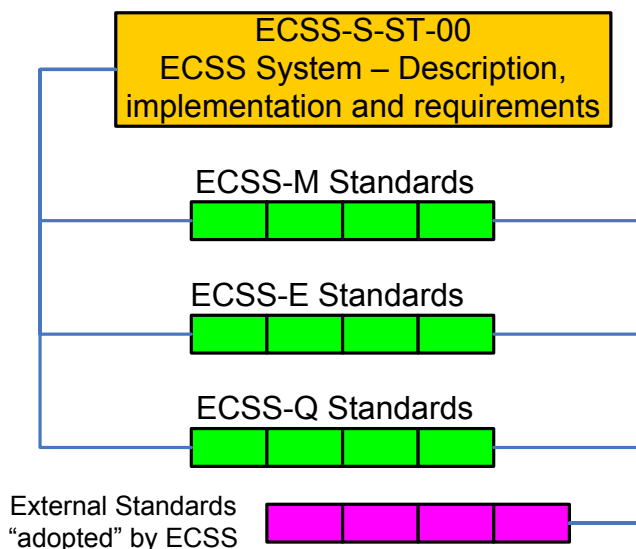 ECSS-S-ST-00
ECSS System – Description,
implementation and requirements
ECSS-M Standards
ECSS-E Standards
ECSS-Q Standards
External Standards
“adopted” by ECSS